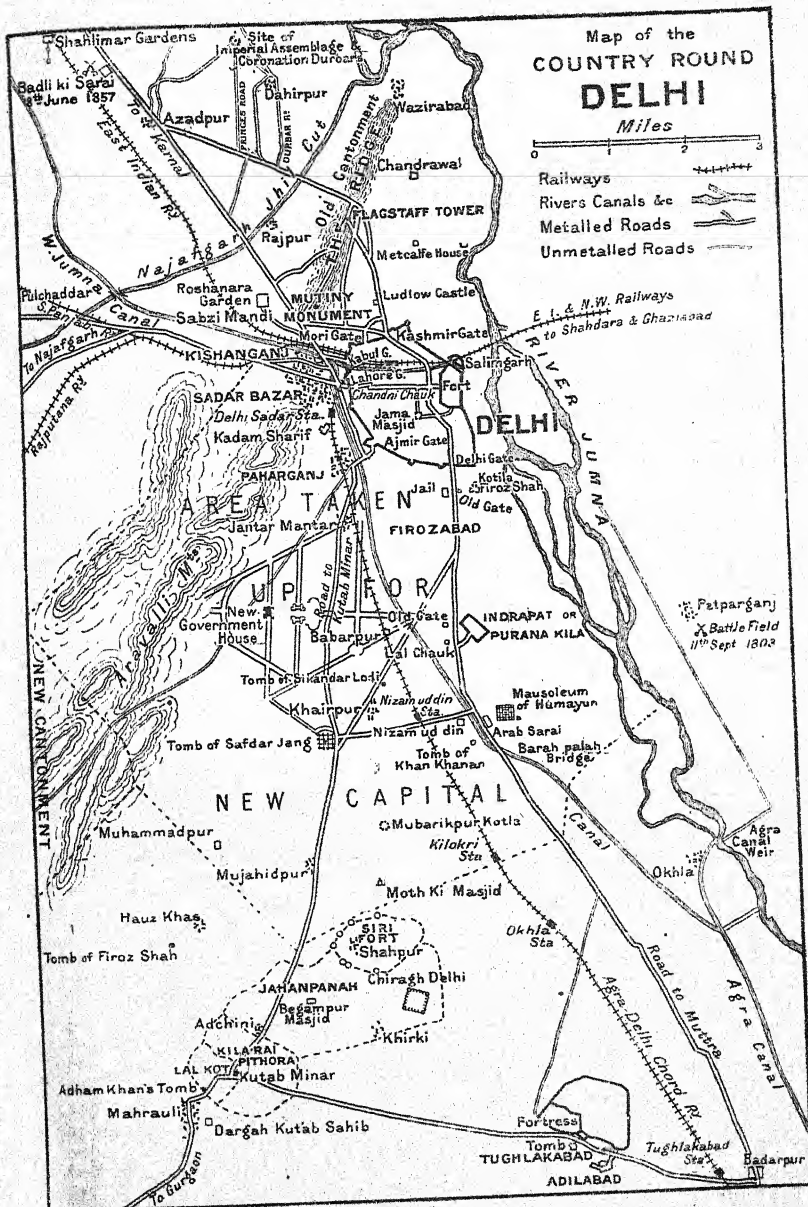 Map of the
COUNTRY ROUND
DELHI
Miles
0 1 2 3
Railways
Rivers Canals &c
Metalled Roads
Unmetalled Roads
Shahlimar Gardens
Site of
Imperial Assemblage &
Coronation Durbars
Badli ki Sarai
8th June 1857
Dahirpur
Azadpur
To Karnal
PRINCES ROAD
DURBAR RD.
Wazirabad
East Indian Ry.
Old Cantonment
THE RIDGE
Chandrawal
FLAGSTAFF TOWER
Najafgarh Jhil Cut
Rajpur
Metcalfe House
W. Jumna
Canal
Roshanara
Garden
MUTINY
MONUMENT
Ludlow Castle
E. I. & N.W. Railways
to Shahdara & Ghaziabad
Pulchaddar
S. Panjab
Sabzi Mandi
Mori Gate
Kashmir Gate
To Najafgarh
KISHANGANJ
Kabul G.
Salimgarh
RIVER JUMNA
Lahore G.
Fort
Rajputana Ry.
SADAR BAZAR
Chandni Chauk
Delhi Sadar Sta.
Jama
Masjid
DELHI
Kadam Sharif
Ajmir Gate
Delhi Gate
PAHARGANJ
Kotila
Firoz Shah
Jail
Old Gate
AREA TAKEN
Jantar Mantar
FIROZABAD
Aravalli Mts.
UP FOR
Road to
Kutab Minar
New
Government
House
Old Gate
INDRAPAT OR
PURANA KILA
Patparganj
Battle Field
11th Sept 1803
Babarpur
Lal Chauk
Tomb of Sikandar Lodi
NEW CANTONMENT
Khairpur
Nizamuddin
Sta.
Mausoleum
of Humayun
Tomb of Safdar Jang
Nizam ud din
Arab Sarai
Tomb of
Khan Khanan
Barah palah
Bridge
NEW CAPITAL
Canal
Muhammadpur
Mubarikpur Kotla
Kilokri
Sta
Agra
Canal
Weir
Mujahidpur
Okhla
Moth Ki Masjid
Hauz Khas
SIRI
FORT
Shahpur
Okhla
Sta
Tomb of Firoz Shah
Chiragh Delhi
JAHANPANAH
Begampur
Masjid
Road to Muttra
Agra Canal
Agra Delhi Chord Ry
Adchini
Khirki
KILA RAI
PITHORA
LAL KOT
Kutab Minar
Adham Khan's Tomb
Mahrauli
Dargah Kutab Sahib
Fortress
Tomb
TUGHLAKABAD
Tughlakabad
Sta
Badarpur
ADILABAD
To Gurgaon